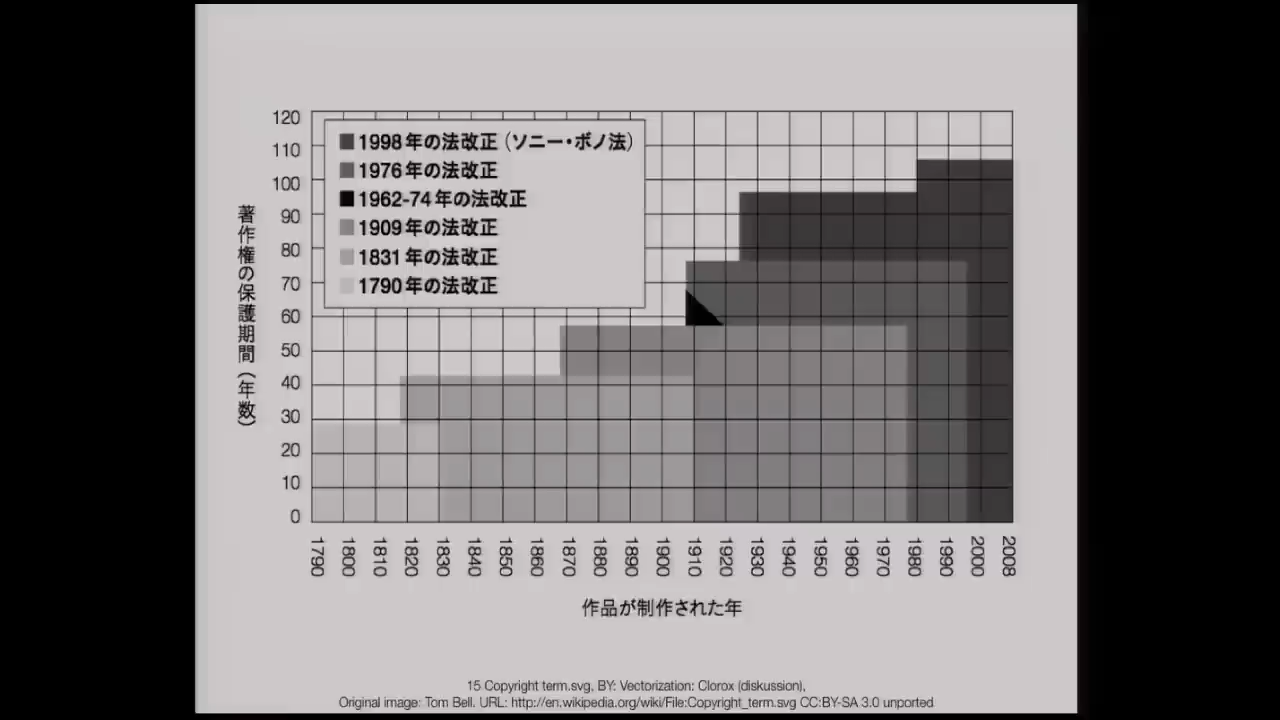 120
110
100
90
80
70
60
50
40
30
20
10
0
著作権の保護期間（年数）
1998年の法改正（ソニー・ボノ法）
1976年の法改正
1962-74年の法改正
1909年の法改正
1831年の法改正
1790年の法改正
1790 1800 1810 1820 1830 1840 1850 1860 1870 1880 1890 1900 1910 1920 1930 1940 1950 1960 1970 1980 1990 2000 2008
作品が制作された年
15 Copyright term.svg, BY: Vectorization: Clorox (diskussion),
Original image: Tom Bell. URL: http://en.wikipedia.org/wiki/File:Copyright_term.svg CC:BY-SA 3.0 unported